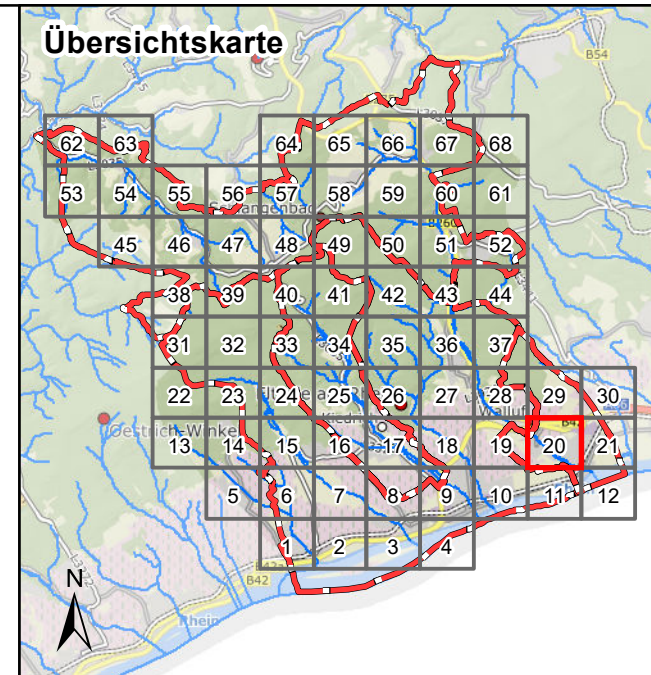 Übersichtskarte
B54
62 63 64 65 66 67 68
53 54 55 56 57 58 59 60 61
45 46 47 48 49 50 51 52
38 39 40 41 42 43 44
31 32 33 34 35 36 37
22 23 24 25 26 27 28 29 30
Walluf
Oestrich-Winkel
13 14 15 16 17 18 19 20 21
5 6 7 8 9 10 11 12
1 2 3 4
N
B42
Rhein